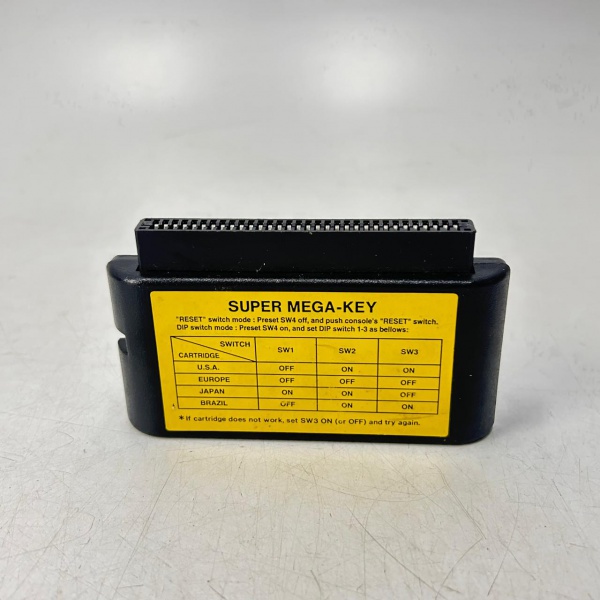 SUPER MEGA-KEY
"RESET" switch mode : Preset SW4 off, and push console's "RESET" switch.
DIP switch mode : Preset SW4 on, and set DIP switch 1-3 as bellows:
SWITCH CARTRIDGE SW1 SW2 SW3
U.S.A. OFF ON ON
EUROPE OFF OFF OFF
JAPAN ON ON OFF
BRAZIL OFF ON ON
* If cartridge does not work, set SW3 ON (or OFF) and try again.